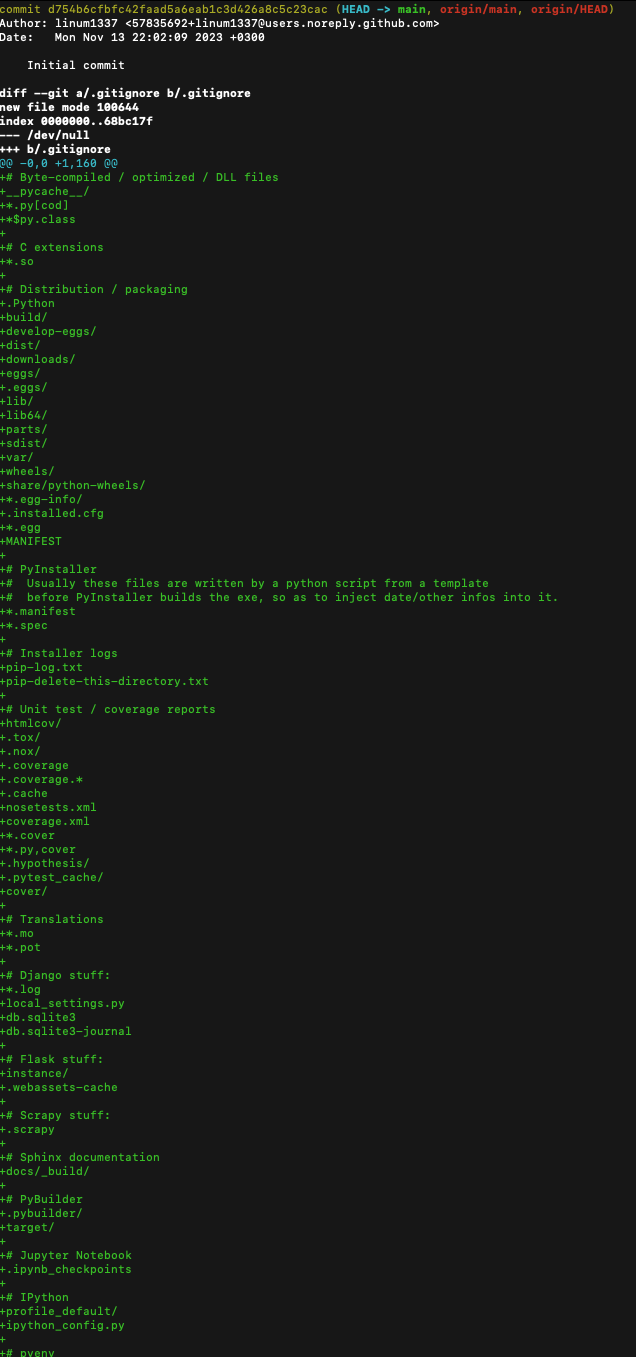 commit d754b6cfbfc42faad5a6eab1c3d426a8c5c23cac (HEAD -> main, origin/main, origin/HEAD)
Author: linum1337 <57835692+linum1337@users.noreply.github.com>
Date:   Mon Nov 13 22:02:09 2023 +0300

    Initial commit

diff --git a/.gitignore b/.gitignore
new file mode 100644
index 0000000..68bc17f
--- /dev/null
+++ b/.gitignore
@@ -0,0 +1,160 @@
+# Byte-compiled / optimized / DLL files
+__pycache__/
+*.py[cod]
+*$py.class
+
+# C extensions
+*.so
+
+# Distribution / packaging
+.Python
+build/
+develop-eggs/
+dist/
+downloads/
+eggs/
+.eggs/
+lib/
+lib64/
+parts/
+sdist/
+var/
+wheels/
+share/python-wheels/
+*.egg-info/
+.installed.cfg
+*.egg
+MANIFEST
+
+# PyInstaller
+#  Usually these files are written by a python script from a template
+#  before PyInstaller builds the exe, so as to inject date/other infos into it.
+*.manifest
+*.spec
+
+# Installer logs
+pip-log.txt
+pip-delete-this-directory.txt
+
+# Unit test / coverage reports
+htmlcov/
+.tox/
+.nox/
+.coverage
+.coverage.*
+.cache
+nosetests.xml
+coverage.xml
+*.cover
+*.py,cover
+.hypothesis/
+.pytest_cache/
+cover/
+
+# Translations
+*.mo
+*.pot
+
+# Django stuff:
+*.log
+local_settings.py
+db.sqlite3
+db.sqlite3-journal
+
+# Flask stuff:
+instance/
+.webassets-cache
+
+# Scrapy stuff:
+.scrapy
+
+# Sphinx documentation
+docs/_build/
+
+# PyBuilder
+.pybuilder/
+target/
+
+# Jupyter Notebook
+.ipynb_checkpoints
+
+# IPython
+profile_default/
+ipython_config.py
+
+# pyenv